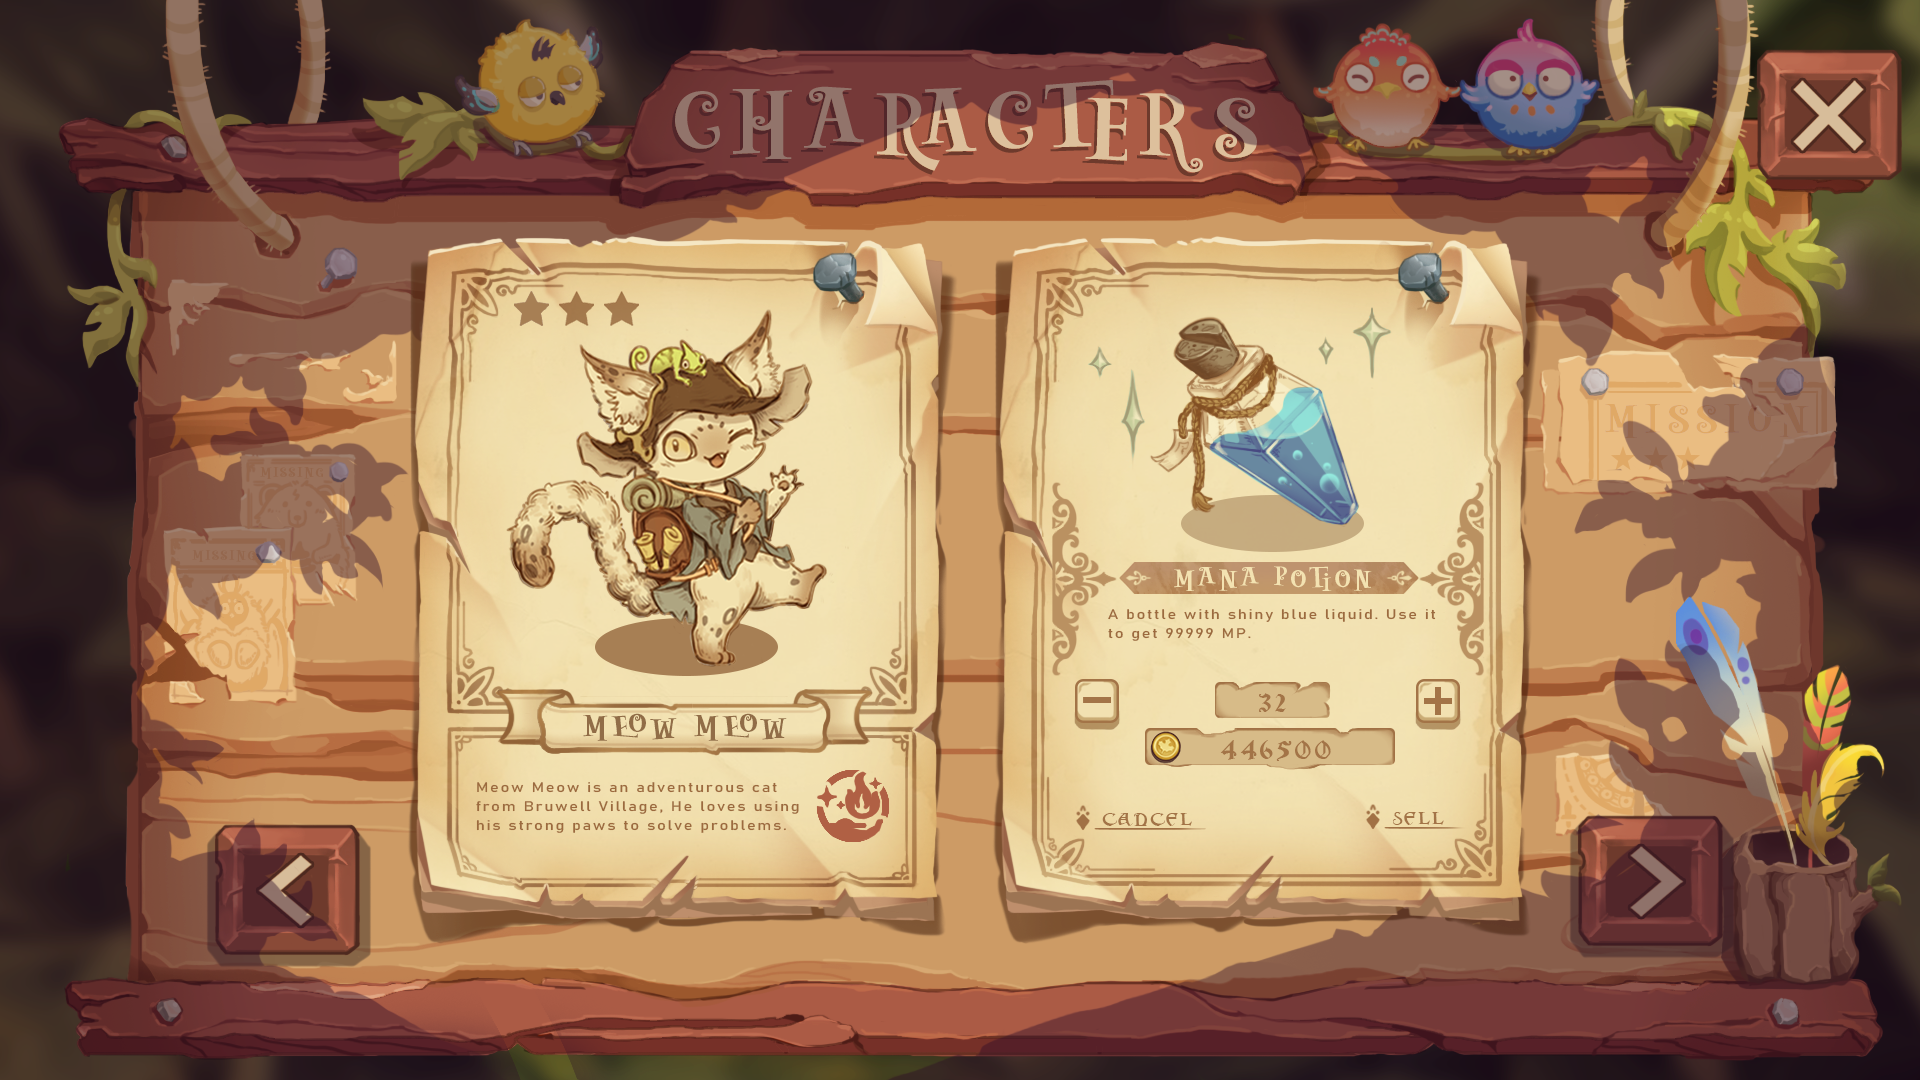 CHARACTERS
MISSION
MISSING
MISSING
MEOW MEOW
Meow Meow is an adventurous cat
from Bruwell Village, He loves using
his strong paws to solve problems.
MANA POTION
A bottle with shiny blue liquid. Use it
to get 99999 MP.
32
446500
CANCEL
SELL